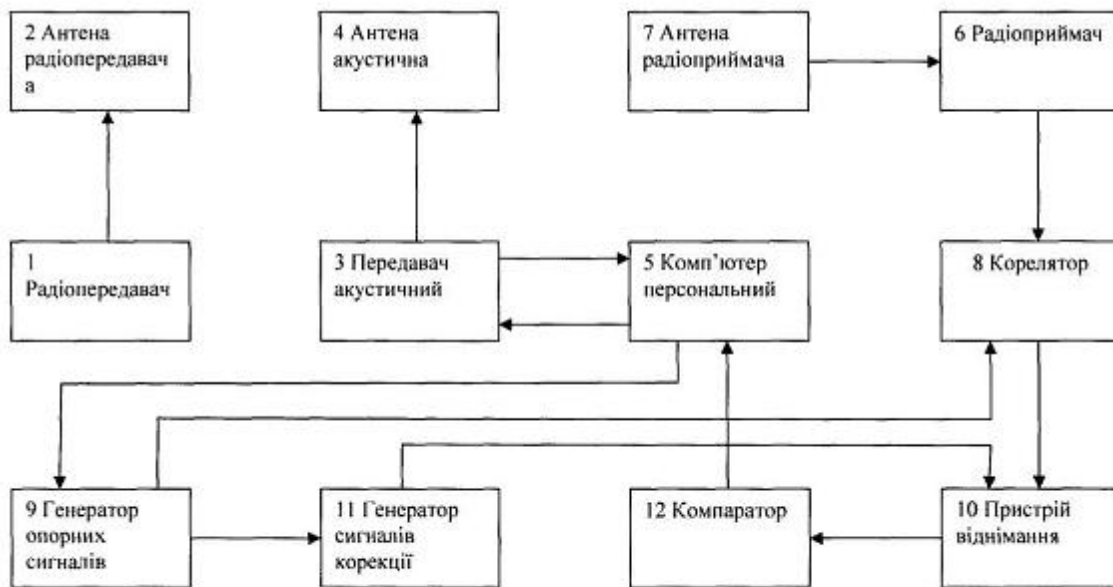 2 Антена
радіопередавач
а
4 Антена
акустична
7 Антена
радіоприймача
6 Радіоприймач
1
Радіопередавач
3 Передавач
акустичний
5 Комп’ютер
персональний
8 Корелятор
9 Генератор
опорних
сигналів
11 Генератор
сигналів
корекції
12 Компаратор
10 Пристрій
віднімання